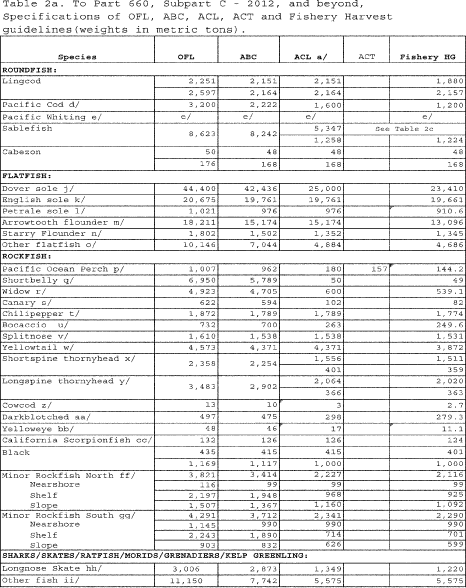 Table 2a. To Part 660, Subpart C - 2012, and beyond,
Specifications of OFL, ABC, ACL, ACT and Fishery Harvest
guidelines(weights in metric tons).
Species OFL ABC ACL a/ ACT Fishery HG
ROUNDFISH:
Lingcod 2,251 2,151 2,151 1,880
2,597 2,164 2,164 2,157
Pacific Cod d/ 3,200 2,222 1,600 1,200
Pacific Whiting e/ e/ e/ e/ e/
Sablefish 8,623 8,242 5,347 See Table 2c
1,258 1,224
Cabezon 50 48 48 48
176 168 168 168
FLATFISH:
Dover sole j/ 44,400 42,436 25,000 23,410
English sole k/ 20,675 19,761 19,761 19,661
Petrale sole l/ 1,021 976 976 910.6
Arrowtooth flounder m/ 18,211 15,174 15,174 13,096
Starry Flounder n/ 1,802 1,502 1,352 1,345
Other flatfish o/ 10,146 7,044 4,884 4,686
ROCKFISH:
Pacific Ocean Perch p/ 1,007 962 180 157 144.2
Shortbelly q/ 6,950 5,789 50 49
Widow r/ 4,923 4,705 600 539.1
Canary s/ 622 594 102 82
Chilipepper t/ 1,872 1,789 1,789 1,774
Bocaccio u/ 732 700 263 249.6
Splitnose v/ 1,610 1,538 1,538 1,531
Yellowtail w/ 4,573 4,371 4,371 3,872
Shortspine thornyhead x/ 2,358 2,254 1,556 1,511
401 359
Longspine thornyhead y/ 3,483 2,902 2,064 2,020
366 363
Cowcod z/ 13 10 3 2.7
Darkblotched aa/ 497 475 298 279.3
Yelloweye bb/ 48 46 17 11.1
California Scorpionfish cc/ 132 126 126 124
Black 435 415 415 401
1,169 1,117 1,000 1,000
Minor Rockfish North ff/ 3,821 3,414 2,227 2,116
Nearshore 116 99 99 99
Shelf 2,197 1,948 968 925
Slope 1,507 1,367 1,160 1,092
Minor Rockfish South gg/ 4,291 3,712 2,341 2,290
Nearshore 1,145 990 990 990
Shelf 2,243 1,890 714 701
Slope 903 832 626 599
SHARKS/SKATES/RATFISH/MORIDS/GRENADIERS/KELP GREENLING:
Longnose Skate hh/ 3,006 2,873 1,349 1,220
Other fish ii/ 11,150 7,742 5,575 5,575